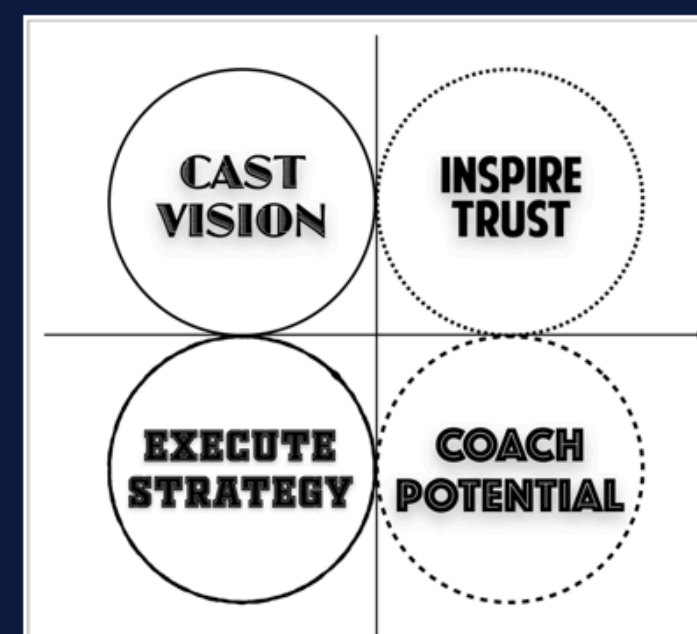 CAST
VISION
INSPIRE
TRUST
EXECUTE
STRATEGY
COACH
POTENTIAL